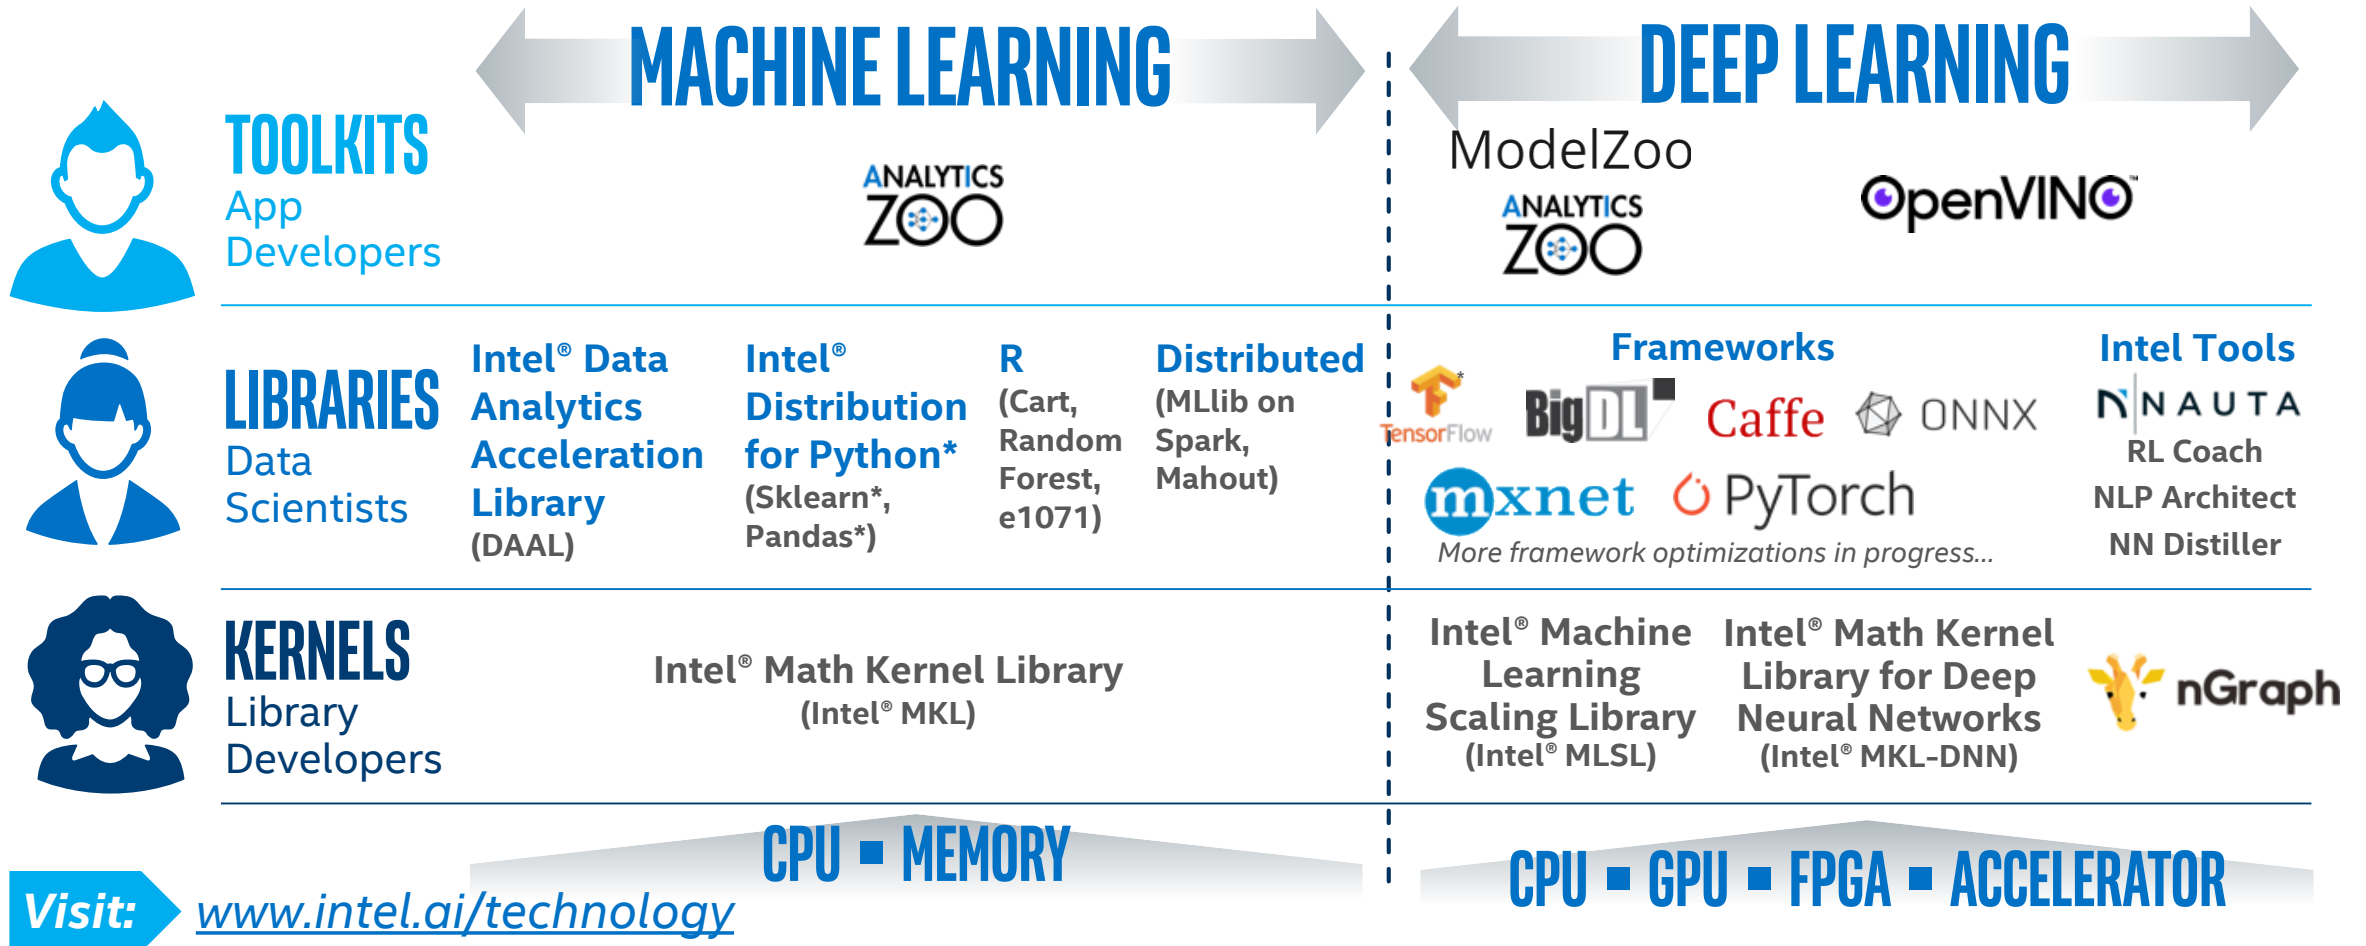 MACHINE LEARNING
DEEP LEARNING
TOOLKITS
App
Developers
ANALYTICS
ZOO
ModelZoo
ANALYTICS
ZOO
OpenVINO™
LIBRARIES
Data
Scientists
Intel® Data
Analytics
Acceleration
Library
(DAAL)
Intel®
Distribution
for Python*
(Sklearn*,
Pandas*)
R
(Cart,
Random
Forest,
e1071)
Distributed
(MLlib on
Spark,
Mahout)
Frameworks
TensorFlow*
BigDL
Caffe
ONNX
mxnet
PyTorch
More framework optimizations in progress...
Intel Tools
NAUTA
RL Coach
NLP Architect
NN Distiller
KERNELS
Library
Developers
Intel® Math Kernel Library
(Intel® MKL)
Intel® Machine
Learning
Scaling Library
(Intel® MLSL)
Intel® Math Kernel
Library for Deep
Neural Networks
(Intel® MKL-DNN)
nGraph
CPU ▪ MEMORY
CPU ▪ GPU ▪ FPGA ▪ ACCELERATOR
Visit: www.intel.ai/technology